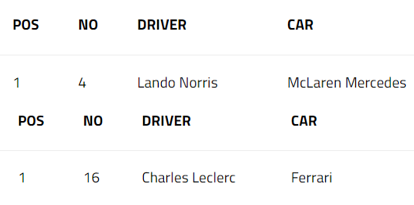 POS NO DRIVER CAR
1 4 Lando Norris McLaren Mercedes
POS NO DRIVER CAR
1 16 Charles Leclerc Ferrari